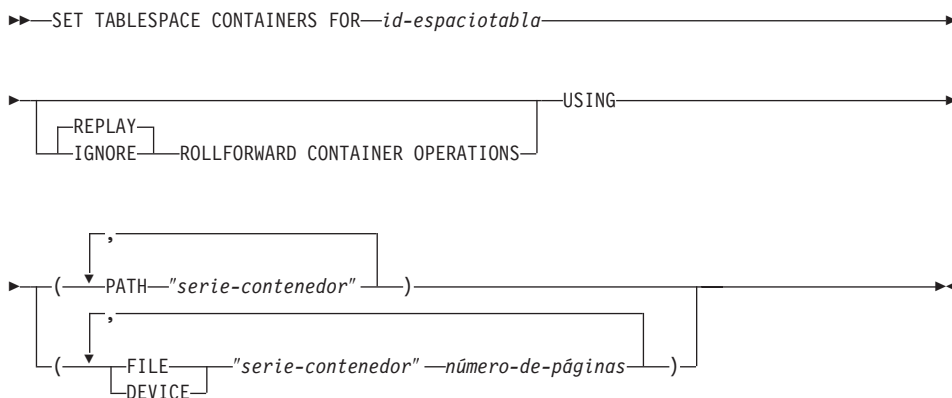 SET TABLESPACE CONTAINERS FOR id-espaciotabla
USING
REPLAY
IGNORE ROLLFORWARD CONTAINER OPERATIONS
,
( PATH "serie-contenedor" )
,
( FILE "serie-contenedor" número-de-páginas )
DEVICE